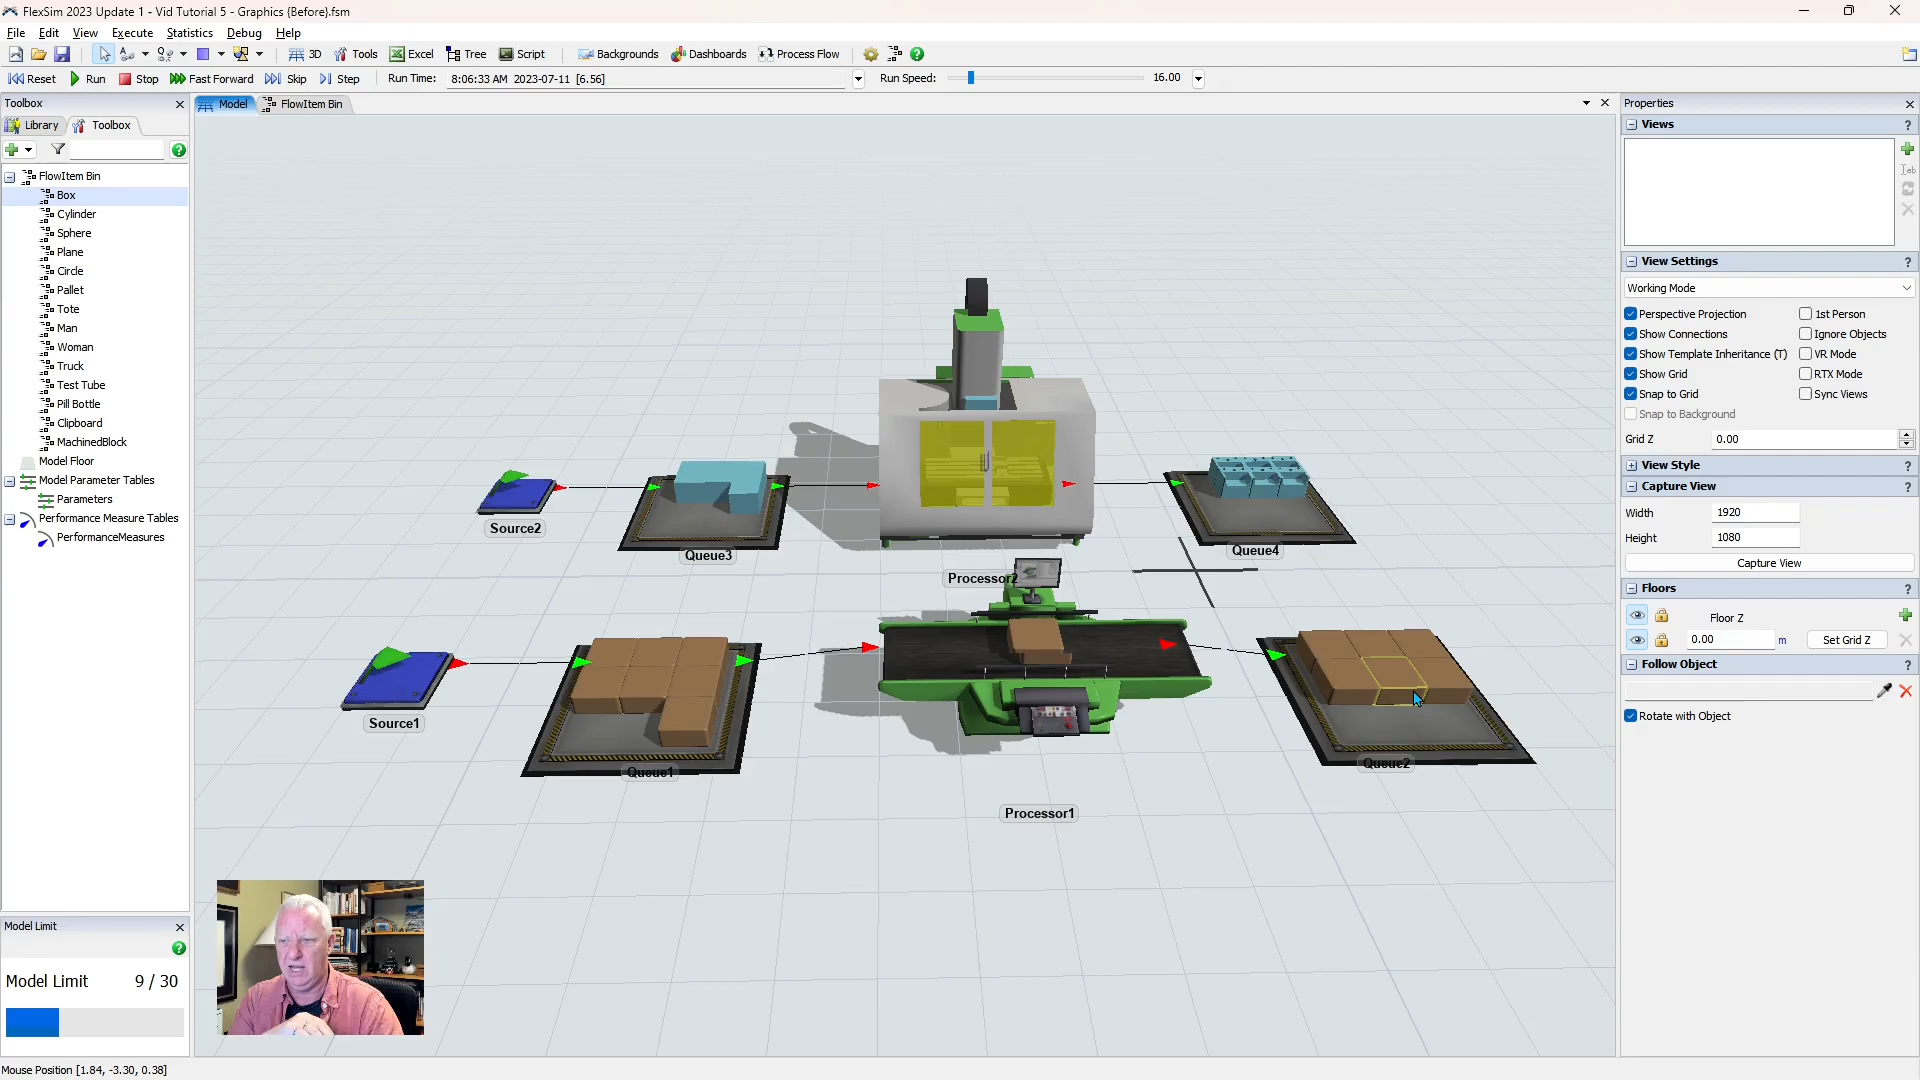 FlexSim 2023 Update 1 - Vid Tutorial 5 - Graphics {Before}.fsm
File Edit View Execute Statistics Debug Help
3D Tools Excel Tree Script Backgrounds Dashboards Process Flow
Reset Run Stop Fast Forward Skip Step Run Time: 8:06:33 AM 2023-07-11 [6.56] Run Speed: 16.00
Toolbox
Library Toolbox
FlowItem Bin
Box
Cylinder
Sphere
Plane
Circle
Pallet
Tote
Man
Woman
Truck
Test Tube
Pill Bottle
Clipboard
MachinedBlock
Model Floor
Model Parameter Tables
Parameters
Performance Measure Tables
PerformanceMeasures
Model Limit
Model Limit 9 / 30
Mouse Position [1.84, -3.30, 0.38]
Model FlowItem Bin
Source2
Queue3
Processor2
Queue4
Source1
Queue1
Processor1
Queue2
Properties
Views
View Settings
Working Mode
Perspective Projection 1st Person
Show Connections Ignore Objects
Show Template Inheritance (T) VR Mode
Show Grid RTX Mode
Snap to Grid Sync Views
Snap to Background
Grid Z 0.00
View Style
Capture View
Width 1920
Height 1080
Capture View
Floors
Floor Z
0.00 m Set Grid Z
Follow Object
Rotate with Object